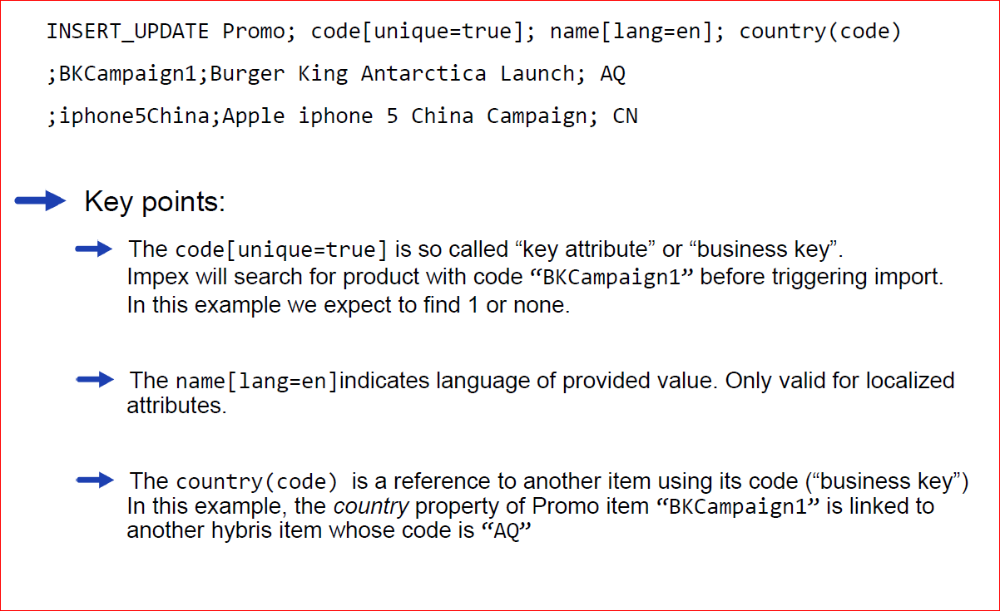 INSERT_UPDATE Promo; code[unique=true]; name[lang=en]; country(code)
;BKCampaign1;Burger King Antarctica Launch; AQ
;iphone5China;Apple iphone 5 China Campaign; CN
Key points:
The code[unique=true] is so called “key attribute” or “business key”.
Impex will search for product with code “BKCampaign1” before triggering import.
In this example we expect to find 1 or none.
The name[lang=en]indicates language of provided value. Only valid for localized
attributes.
The country(code) is a reference to another item using its code (“business key”)
In this example, the country property of Promo item “BKCampaign1” is linked to
another hybris item whose code is “AQ”